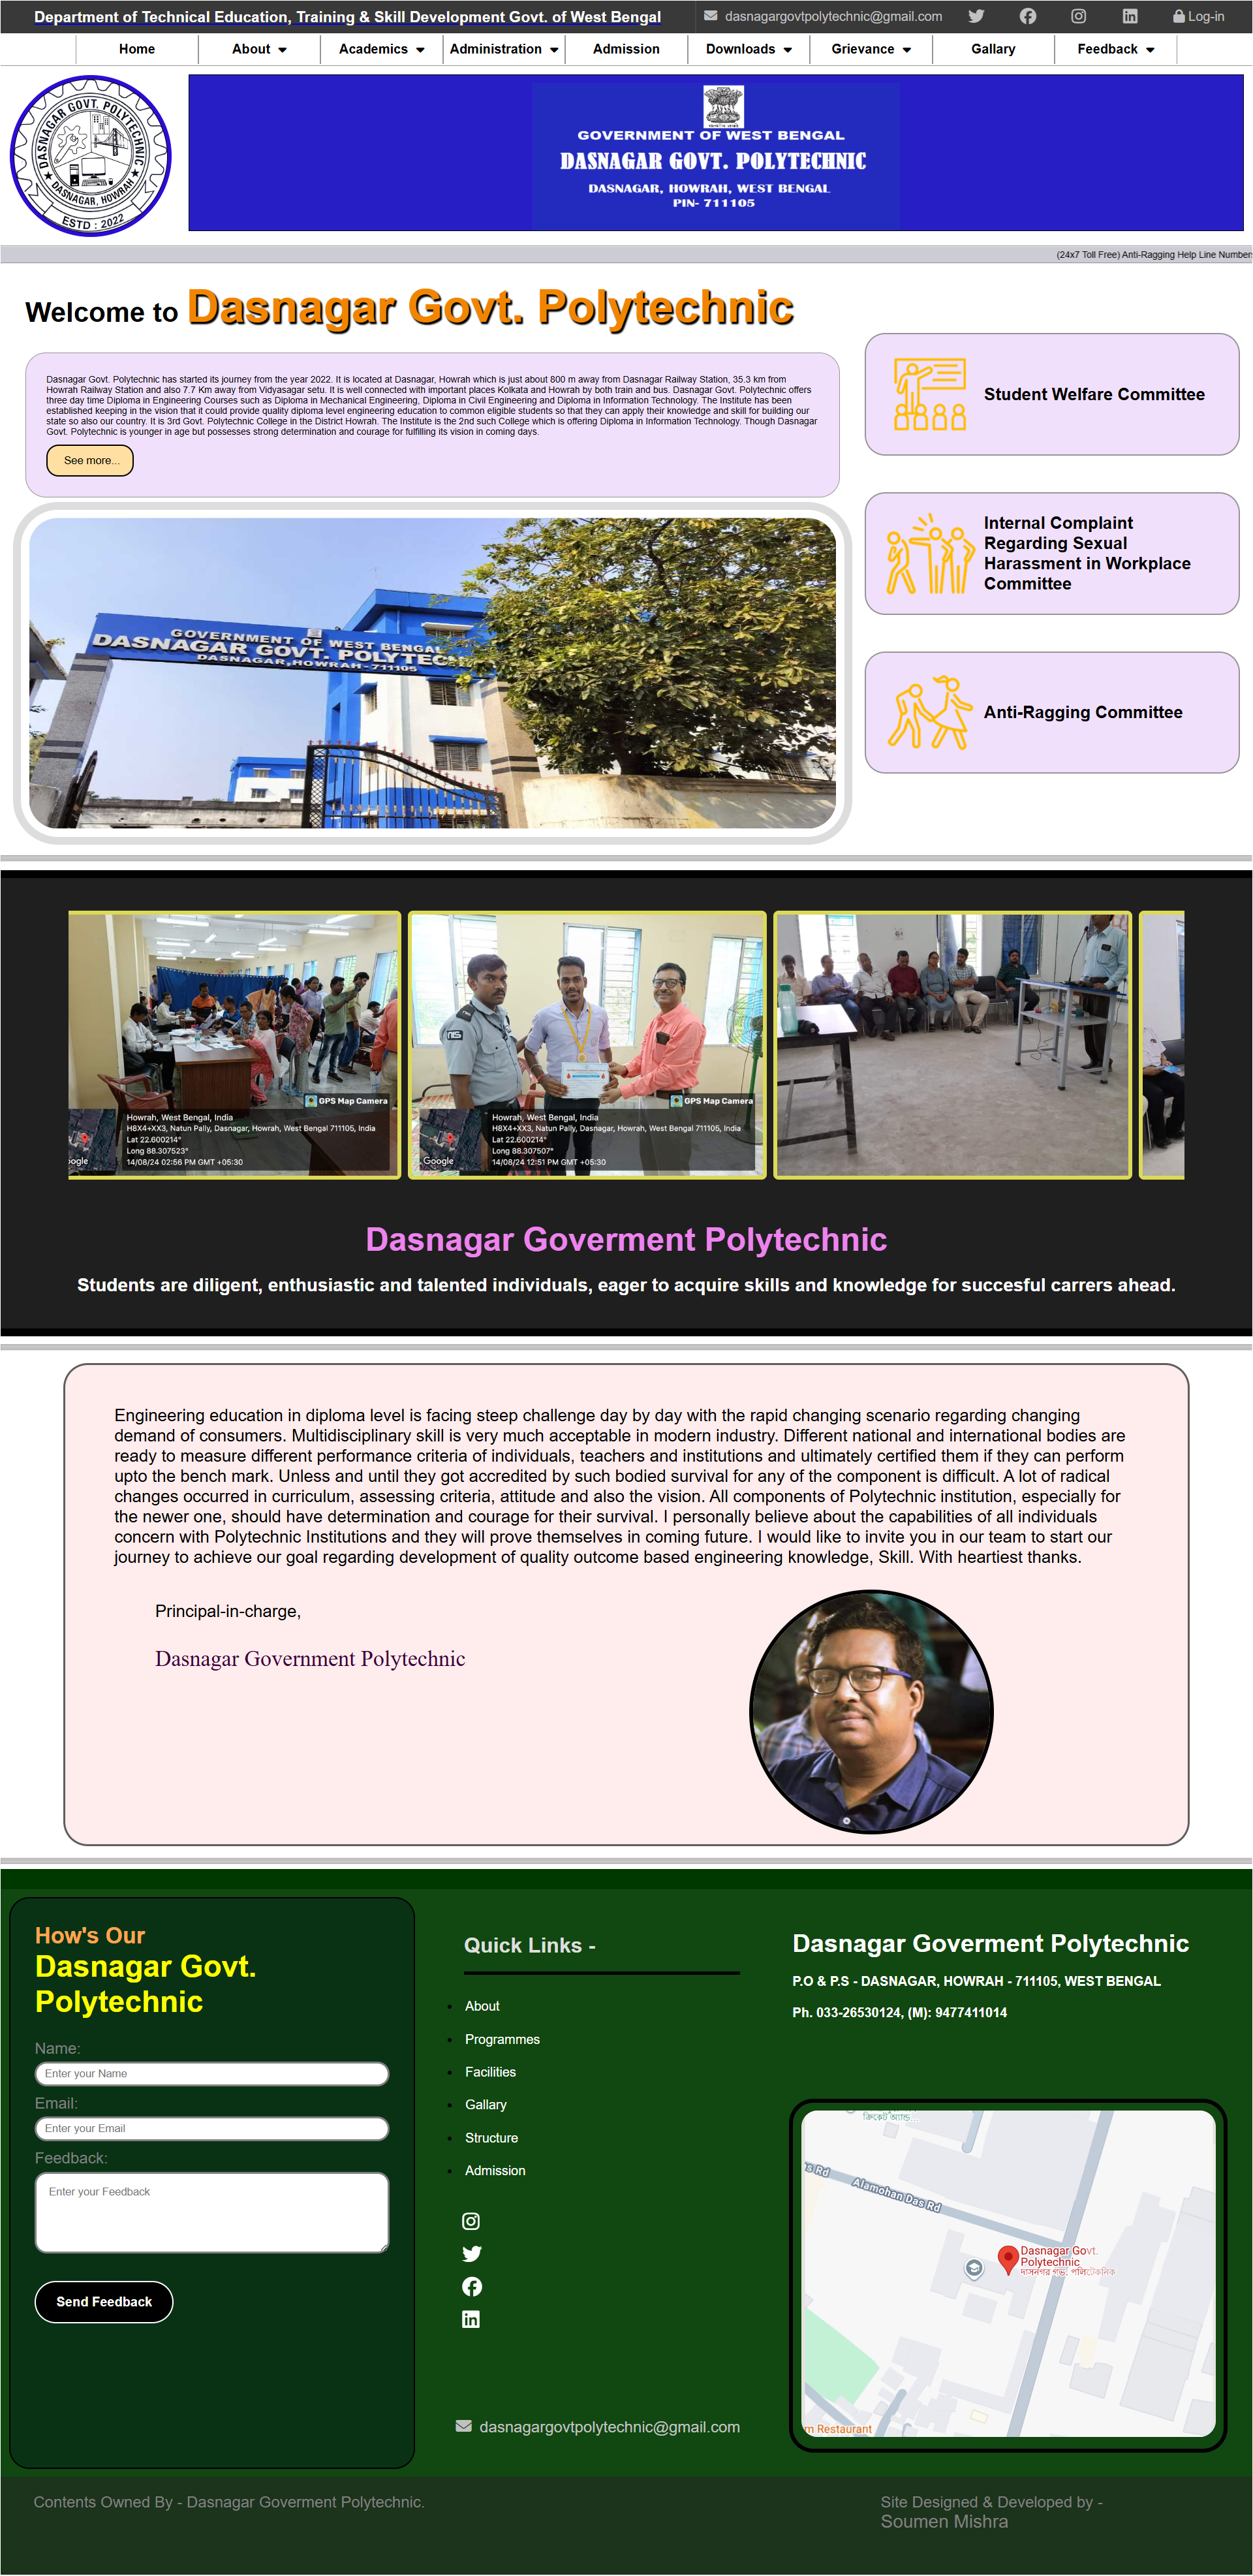 Department of Technical Education, Training & Skill Development Govt. of West Bengal
dasnagargovtpolytechnic@gmail.com
Log-in
Home
About
Academics
Administration
Admission
Downloads
Grievance
Gallary
Feedback
DASNAGAR GOVT. POLYTECHNIC
DASNAGAR, HOWRAH
ESTD : 2022
GOVERNMENT OF WEST BENGAL
DASNAGAR GOVT. POLYTECHNIC
DASNAGAR, HOWRAH, WEST BENGAL
PIN- 711105
(24x7 Toll Free) Anti-Ragging Help Line Number:
Welcome to Dasnagar Govt. Polytechnic
Dasnagar Govt. Polytechnic has started its journey from the year 2022. It is located at Dasnagar, Howrah which is just about 800 m away from Dasnagar Railway Station, 35.3 km from
Howrah Railway Station and also 7.7 Km away from Vidyasagar setu. It is well connected with important places Kolkata and Howrah by both train and bus. Dasnagar Govt. Polytechnic offers
three day time Diploma in Engineering Courses such as Diploma in Mechanical Engineering, Diploma in Civil Engineering and Diploma in Information Technology. The Institute has been
established keeping in the vision that it could provide quality diploma level engineering education to common eligible students so that they can apply their knowledge and skill for building our
state so also our country. It is 3rd Govt. Polytechnic College in the District Howrah. The Institute is the 2nd such College which is offering Diploma in Information Technology. Though Dasnagar
Govt. Polytechnic is younger in age but possesses strong determination and courage for fulfilling its vision in coming days.
See more...
GOVERNMENT OF WEST BENGAL
DASNAGAR GOVT. POLYTEC
DASNAGAR, HOWRAH-711105
Student Welfare Committee
Internal Complaint
Regarding Sexual
Harassment in Workplace
Committee
Anti-Ragging Committee
GPS Map Camera
Howrah, West Bengal, India
H8X4+XX3, Natun Pally, Dasnagar, Howrah, West Bengal 711105, India
Lat 22.600214°
Long 88.307523°
14/08/24 02:56 PM GMT +05:30
oogle
GPS Map Camera
Howrah, West Bengal, India
H8X4+XX3, Natun Pally, Dasnagar, Howrah, West Bengal 711105, India
Lat 22.600214°
Long 88.307507°
14/08/24 12:51 PM GMT +05:30
Google
Dasnagar Goverment Polytechnic
Students are diligent, enthusiastic and talented individuals, eager to acquire skills and knowledge for succesful carrers ahead.
Engineering education in diploma level is facing steep challenge day by day with the rapid changing scenario regarding changing
demand of consumers. Multidisciplinary skill is very much acceptable in modern industry. Different national and international bodies are
ready to measure different performance criteria of individuals, teachers and institutions and ultimately certified them if they can perform
upto the bench mark. Unless and until they got accredited by such bodied survival for any of the component is difficult. A lot of radical
changes occurred in curriculum, assessing criteria, attitude and also the vision. All components of Polytechnic institution, especially for
the newer one, should have determination and courage for their survival. I personally believe about the capabilities of all individuals
concern with Polytechnic Institutions and they will prove themselves in coming future. I would like to invite you in our team to start our
journey to achieve our goal regarding development of quality outcome based engineering knowledge, Skill. With heartiest thanks.
Principal-in-charge,
Dasnagar Government Polytechnic
How's Our
Dasnagar Govt.
Polytechnic
Name:
Enter your Name
Email:
Enter your Email
Feedback:
Enter your Feedback
Send Feedback
Quick Links -
About
Programmes
Facilities
Gallary
Structure
Admission
dasnagargovtpolytechnic@gmail.com
Dasnagar Goverment Polytechnic
P.O & P.S - DASNAGAR, HOWRAH - 711105, WEST BENGAL
Ph. 033-26530124, (M): 9477411014
ক্রিকেট অ্যান্ড...
s Rd
Alamohan Das Rd
Dasnagar Govt.
Polytechnic
দাসনগর গভঃ পলিটেকনিক
m Restaurant
Contents Owned By - Dasnagar Goverment Polytechnic.
Site Designed & Developed by -
Soumen Mishra